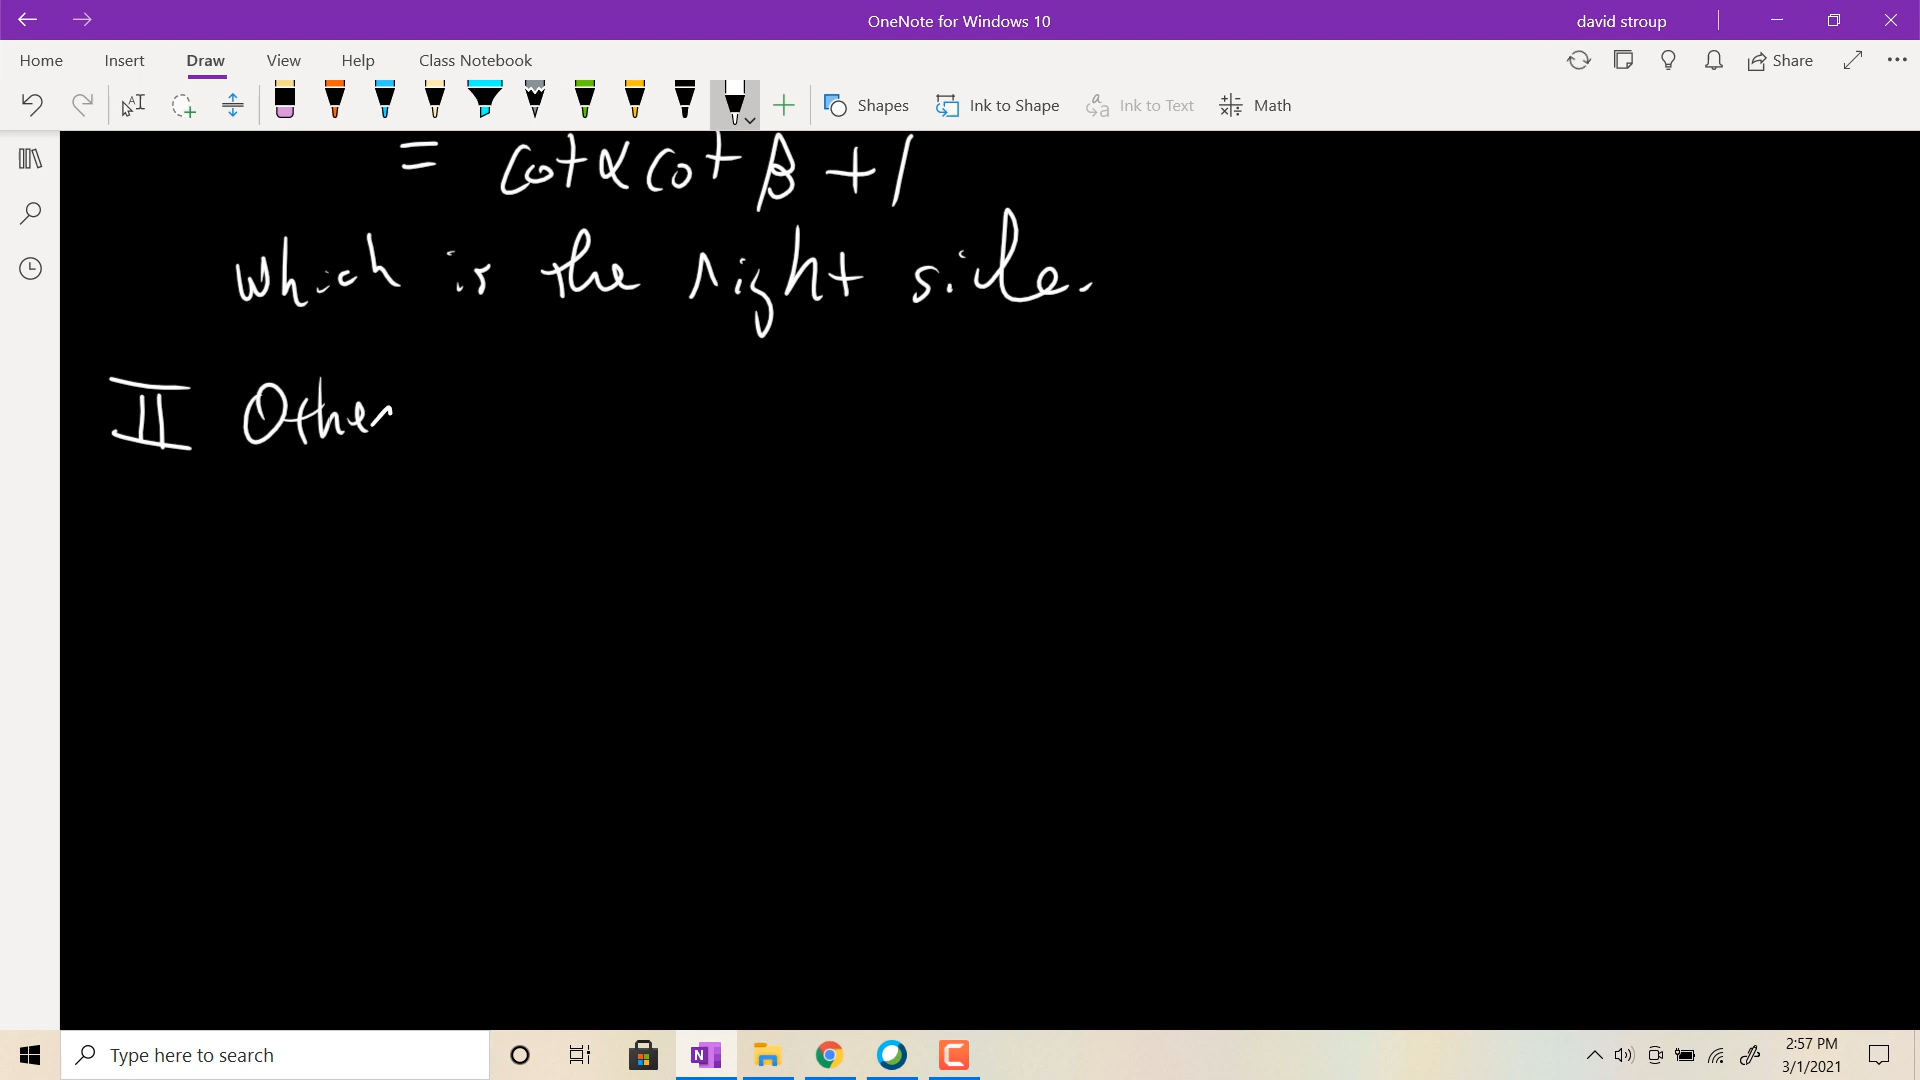 OneNote for Windows 10
david stroup
Home Insert Draw View Help Class Notebook
Share
Shapes Ink to Shape Ink to Text Math
= cot α cot β + 1
which is the right side.
II Other
Type here to search
2:57 PM
3/1/2021